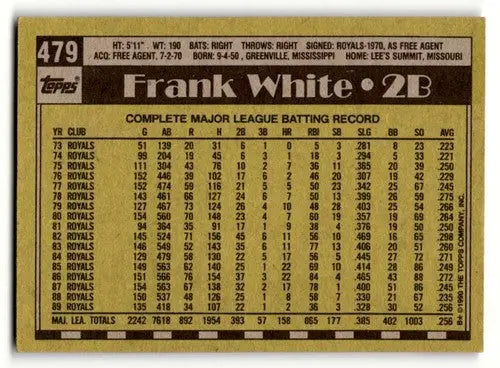 479
HT: 5'11" WT: 190 BATS: RIGHT THROWS: RIGHT SIGNED: ROYALS-1970, AS FREE AGENT
ACQ: FREE AGENT, 7-2-70 BORN: 9-4-50, GREENVILLE, MISSISSIPPI HOME: LEE'S SUMMIT, MISSOURI
Topps
Frank White • 2B
COMPLETE MAJOR LEAGUE BATTING RECORD
YR CLUB G AB R H 2B 3B HR RBI SB SLG BB SO AVG
73 ROYALS 51 139 20 31 6 1 0 5 3 .281 8 23 .223
74 ROYALS 99 204 19 45 6 3 1 18 3 .294 5 33 .221
75 ROYALS 111 304 43 76 10 2 7 36 11 .365 20 39 .250
76 ROYALS 152 446 39 102 17 6 2 46 20 .307 19 42 .229
77 ROYALS 152 474 59 116 21 5 5 50 23 .342 25 67 .245
78 ROYALS 143 461 66 127 24 6 7 50 13 .399 26 59 .275
79 ROYALS 127 467 73 124 26 4 10 48 28 .403 25 54 .266
80 ROYALS 154 560 70 148 23 4 7 60 19 .357 19 69 .264
81 ROYALS 94 364 35 91 17 1 9 38 4 .376 19 50 .250
82 ROYALS 145 524 71 156 45 6 11 56 10 .469 16 65 .298
83 ROYALS 146 549 52 143 35 6 11 77 13 .406 20 51 .260
84 ROYALS 129 479 58 130 22 5 17 56 5 .445 27 72 .271
85 ROYALS 149 563 62 140 25 1 22 69 10 .414 28 86 .249
86 ROYALS 151 566 76 154 37 3 22 84 4 .465 43 88 .272
87 ROYALS 154 563 67 138 32 2 17 78 1 .400 51 86 .245
88 ROYALS 150 537 48 126 25 1 8 58 7 .330 21 67 .235
89 ROYALS 135 418 34 107 22 1 2 36 3 .328 30 52 .256
MAJ. LEA. TOTALS 2242 7618 892 1954 393 57 158 865 177 .385 402 1003 .256
B* ©1990 THE TOPPS COMPANY, INC.